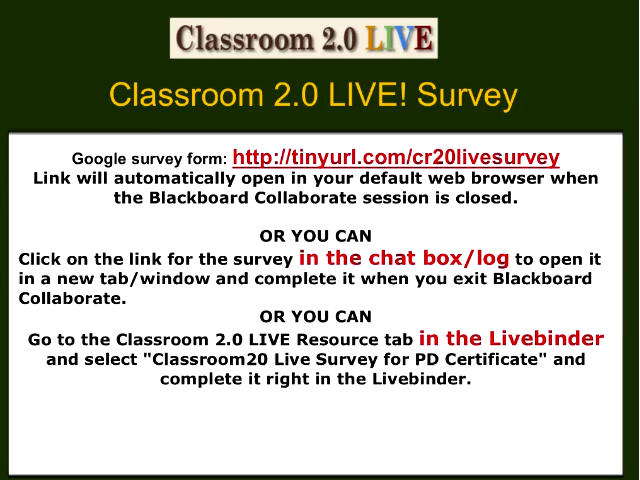 Classroom 2.0 LIVE
Classroom 2.0 LIVE! Survey
Google survey form: http://tinyurl.com/cr20livesurvey
Link will automatically open in your default web browser when
the Blackboard Collaborate session is closed.
OR YOU CAN
Click on the link for the survey in the chat box/log to open it
in a new tab/window and complete it when you exit Blackboard
Collaborate.
OR YOU CAN
Go to the Classroom 2.0 LIVE Resource tab in the Livebinder
and select "Classroom20 Live Survey for PD Certificate" and
complete it right in the Livebinder.